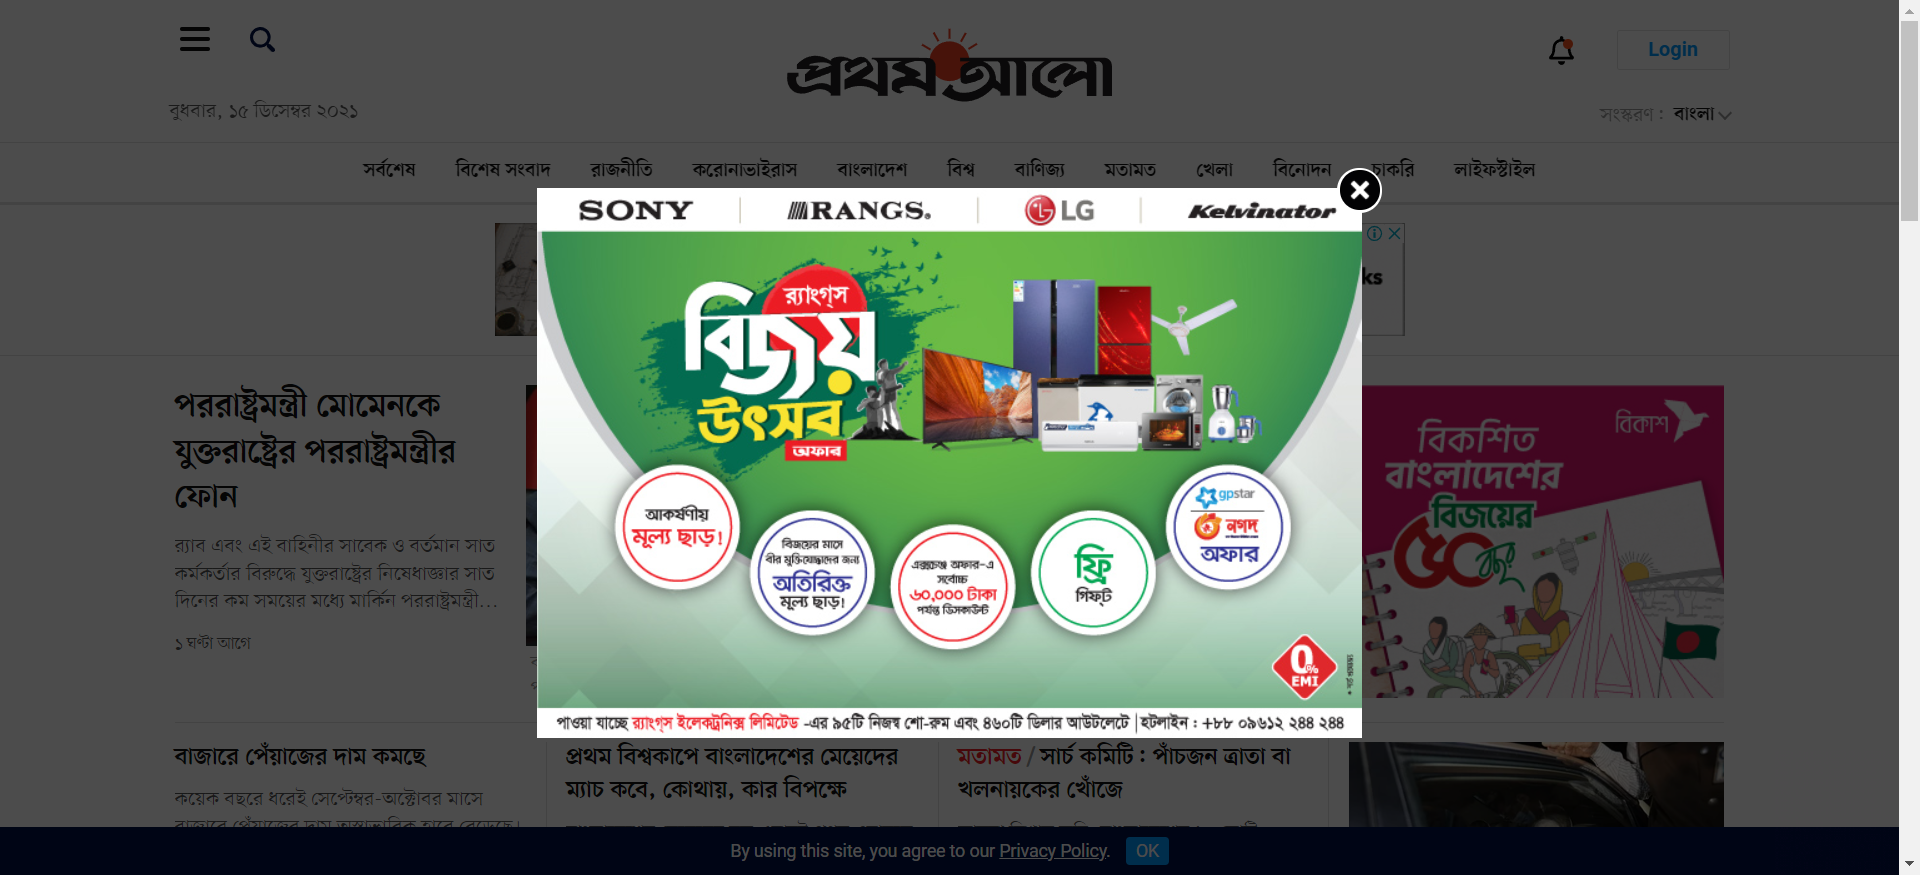 প্রথম আলো
Login
বুধবার, ১৫ ডিসেম্বর ২০২১
সংস্করণ : বাংলা
সর্বশেষ বিশেষ সংবাদ রাজনীতি করোনাভাইরাস বাংলাদেশ বিশ্ব বাণিজ্য মতামত খেলা বিনোদন চাকরি লাইফস্টাইল
SONY RANGS LG Kelvinator
ks
র‍্যাংগ্‌স
বিজয়
উৎসব
অফার
আকর্ষণীয়
মূল্য ছাড়!
বিজয়ের মাসে
বীর মুক্তিযোদ্ধাদের জন্য
অতিরিক্ত
মূল্য ছাড়!
এক্সচেঞ্জ অফার-এ
সর্বোচ্চ
৬০,০০০ টাকা
পর্যন্ত ডিসকাউন্ট
ফ্রি
গিফ্‌ট
gpstar
নগদ
অফার
0%
EMI
পাওয়া যাচ্ছে র‍্যাংগ্‌স ইলেকট্রনিক্স লিমিটেড -এর ৯৫টি নিজস্ব শো-রুম এবং ৪৬০টি ডিলার আউটলেটে | হটলাইন : +৮৮ ০৯৬১২ ২৪৪ ২৪৪
পররাষ্ট্রমন্ত্রী মোমেনকে
যুক্তরাষ্ট্রের পররাষ্ট্রমন্ত্রীর
ফোন
র‍্যাব এবং এই বাহিনীর সাবেক ও বর্তমান সাত
কর্মকর্তার বিরুদ্ধে যুক্তরাষ্ট্রের নিষেধাজ্ঞার সাত
দিনের কম সময়ের মধ্যে মার্কিন পররাষ্ট্রমন্ত্রী...
১ ঘণ্টা আগে
বিকাশ
বিকশিত
বাংলাদেশের
বিজয়ের
৫০ বছর
বাজারে পেঁয়াজের দাম কমছে
কয়েক বছরে ধরেই সেপ্টেম্বর-অক্টোবর মাসে
বাজারে পেঁয়াজের দাম অস্বাভাবিক হারে বেড়েছে।
প্রথম বিশ্বকাপে বাংলাদেশের মেয়েদের
ম্যাচ কবে, কোথায়, কার বিপক্ষে
মতামত / সার্চ কমিটি : পাঁচজন ত্রাতা বা
খলনায়কের খোঁজে
By using this site, you agree to our Privacy Policy. OK